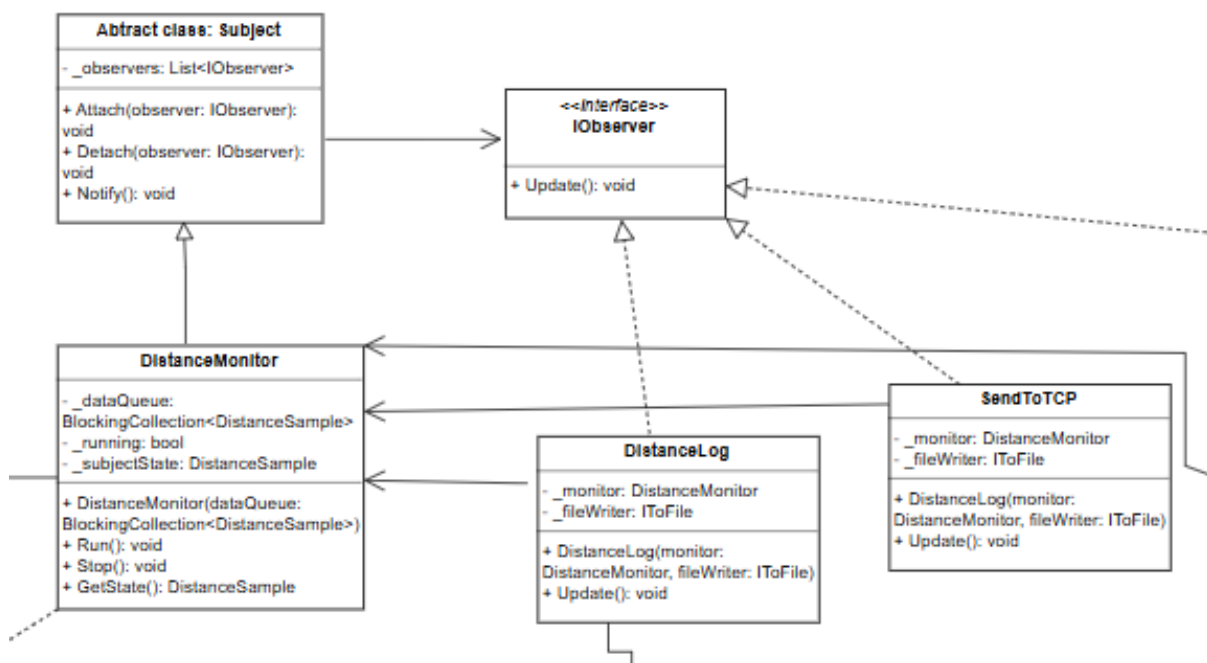 Abtract class: Subject
- _observers: List<IObserver>
+ Attach(observer: IObserver):
void
+ Detach(observer: IObserver):
void
+ Notify(): void
<<Interface>>
IObserver
+ Update(): void
DistanceMonitor
- _dataQueue:
BlockingCollection<DistanceSample>
- _running: bool
- _subjectState: DistanceSample
+ DistanceMonitor(dataQueue:
BlockingCollection<DistanceSample>)
+ Run(): void
+ Stop(): void
+ GetState(): DistanceSample
DistanceLog
- _monitor: DistanceMonitor
- _fileWriter: IToFile
+ DistanceLog(monitor:
DistanceMonitor, fileWriter: IToFile)
+ Update(): void
SendToTCP
- _monitor: DistanceMonitor
- _fileWriter: IToFile
+ DistanceLog(monitor:
DistanceMonitor, fileWriter: IToFile)
+ Update(): void